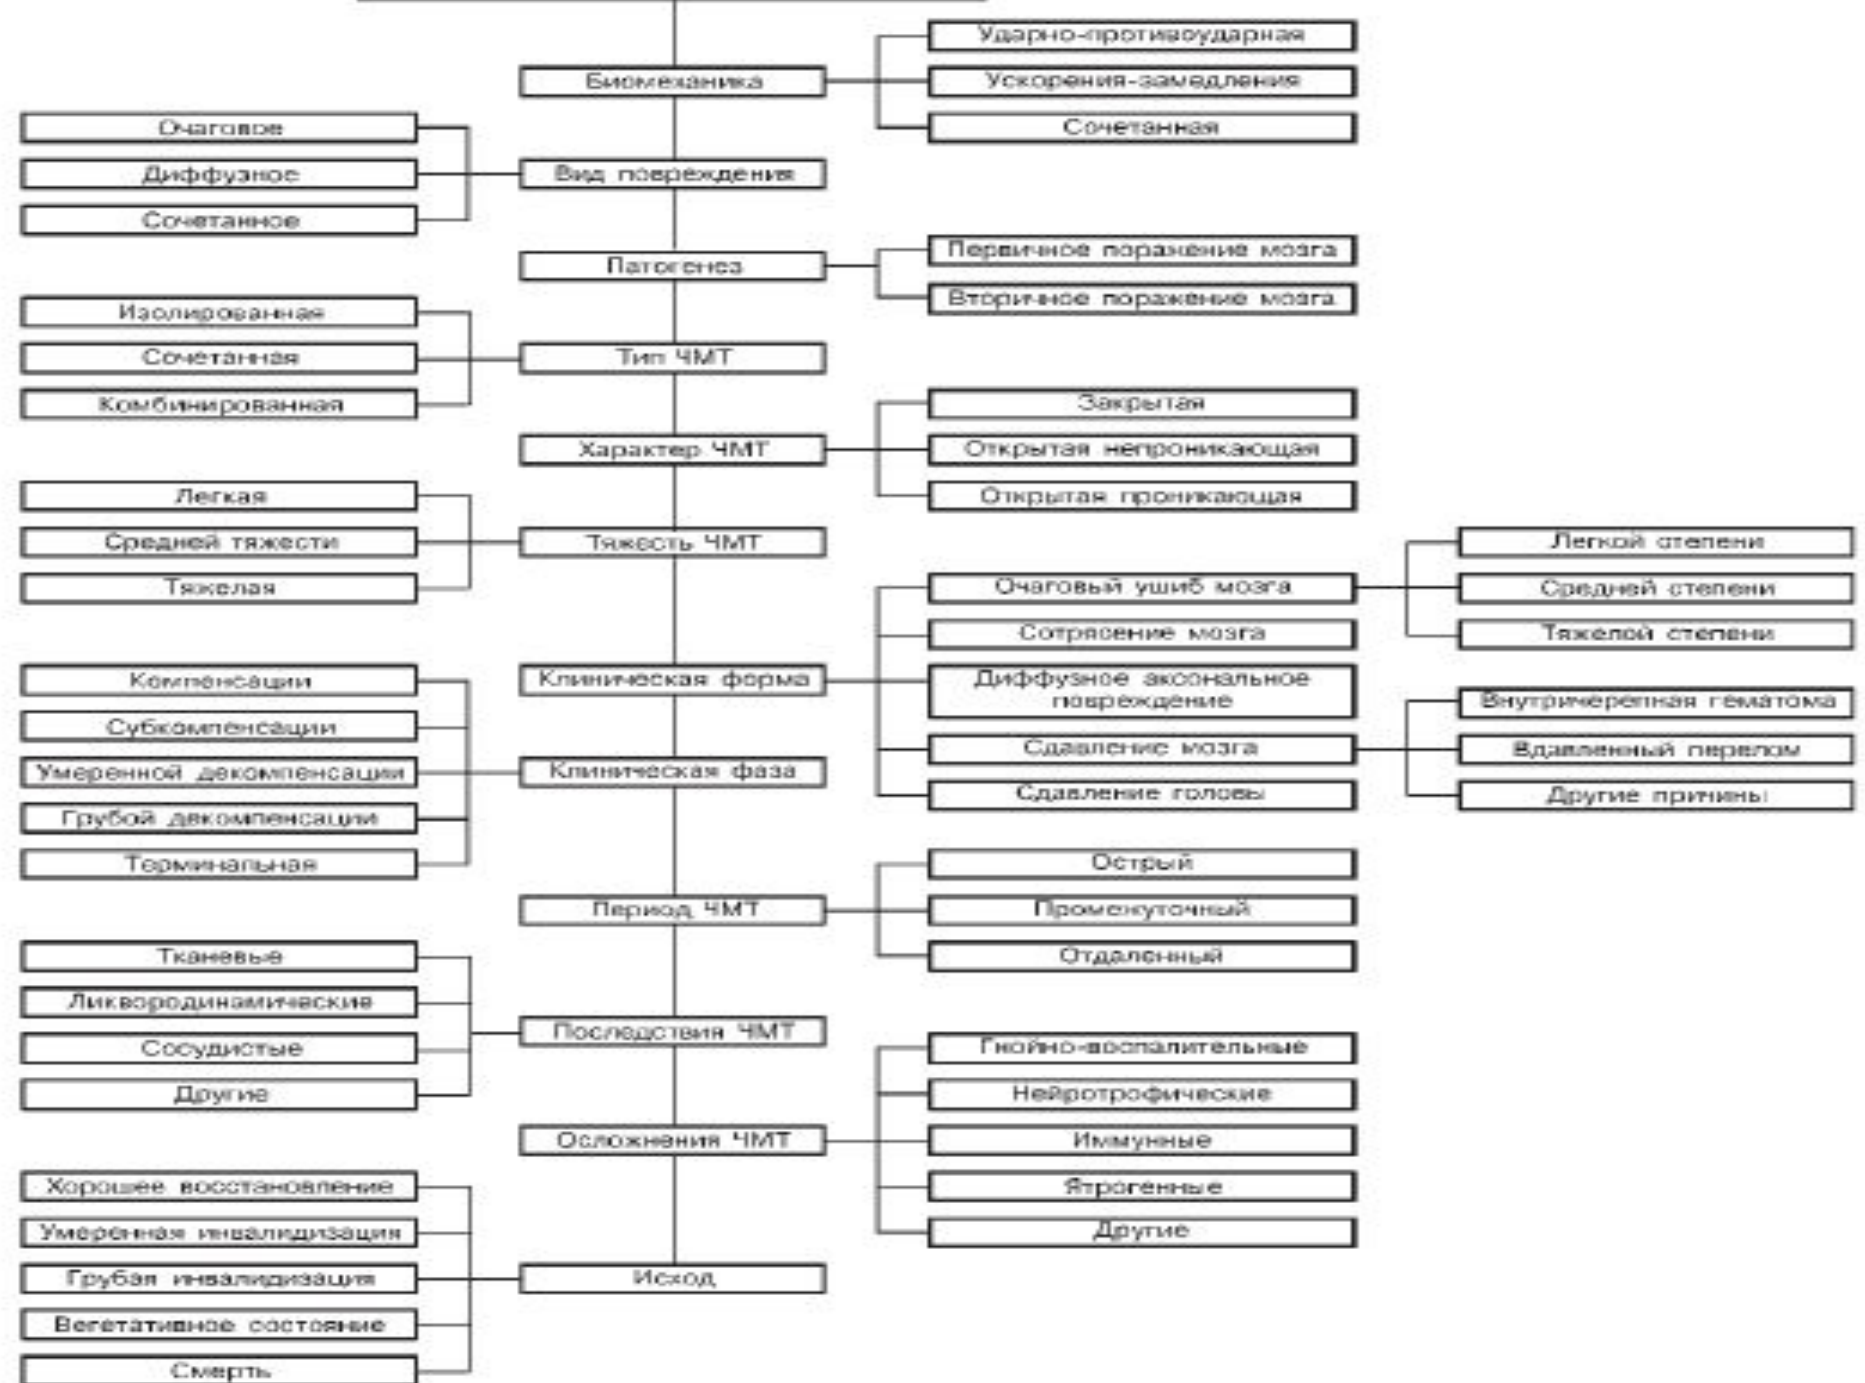 Биомеханика
Ударно-противоударная
Ускорения-замедления
Сочетанная
Вид повреждения
Очаговое
Диффузное
Сочетанное
Патогенез
Первичное поражение мозга
Вторичное поражение мозга
Тип ЧМТ
Изолированная
Сочетанная
Комбинированная
Характер ЧМТ
Закрытая
Открытая непроникающая
Открытая проникающая
Тяжесть ЧМТ
Легкая
Средней тяжести
Тяжелая
Клиническая форма
Очаговый ушиб мозга
Легкой степени
Средней степени
Тяжелой степени
Сотрясение мозга
Диффузное аксональное
повреждение
Сдавление мозга
Внутричерепная гематома
Вдавленный перелом
Другие причины
Сдавление головы
Клиническая фаза
Компенсации
Субкомпенсации
Умеренной декомпенсации
Грубой декомпенсации
Терминальная
Период ЧМТ
Острый
Промежуточный
Отдаленный
Последствия ЧМТ
Тканевые
Ликвородинамические
Сосудистые
Другие
Осложнения ЧМТ
Гнойно-воспалительные
Нейротрофические
Иммунные
Ятрогенные
Другие
Исход
Хорошее восстановление
Умеренная инвалидизация
Грубая инвалидизация
Вегетативное состояние
Смерть